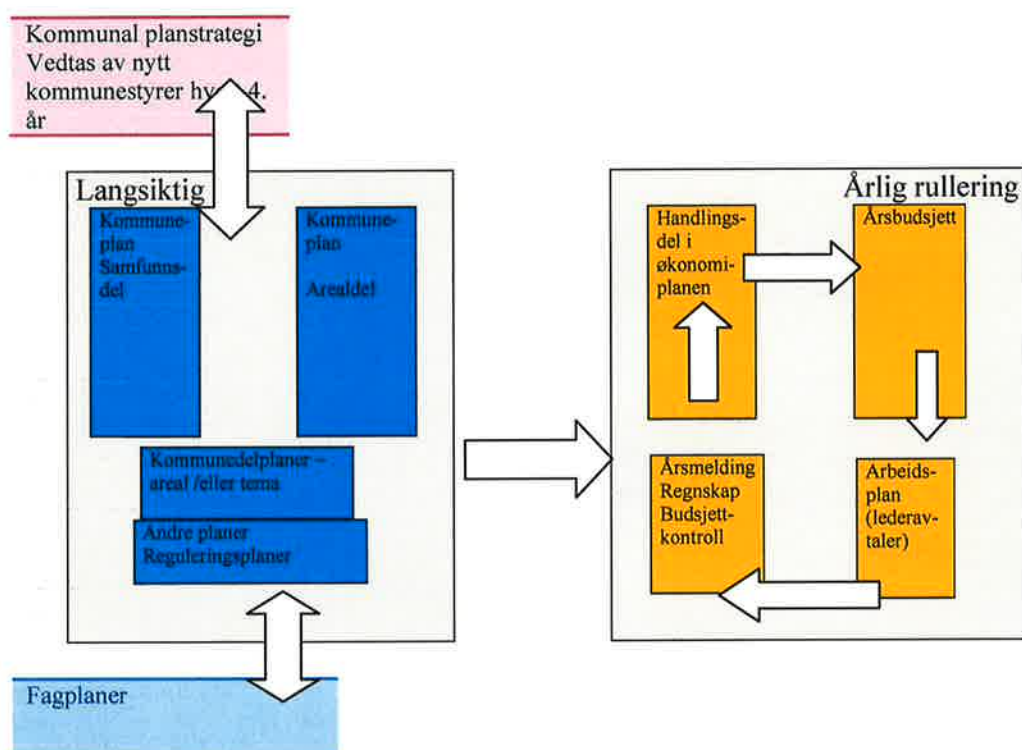 Kommunal planstrategi
Vedtas av nytt
kommunestyrer 4.
år
Langsiktig
Kommune-
plan
Samfunns-
del
Kommune-
plan
Arealdel
Kommunedelplaner –
areal /eller tema
Andre planer
Reguleringsplaner
Fagplaner
Årlig rullering
Handlings-
del i
økonomi-
planen
Årsbudsjett
Årsmelding
Regnskap
Budsjett-
kontroll
Arbeids-
plan
(lederav-
taler)